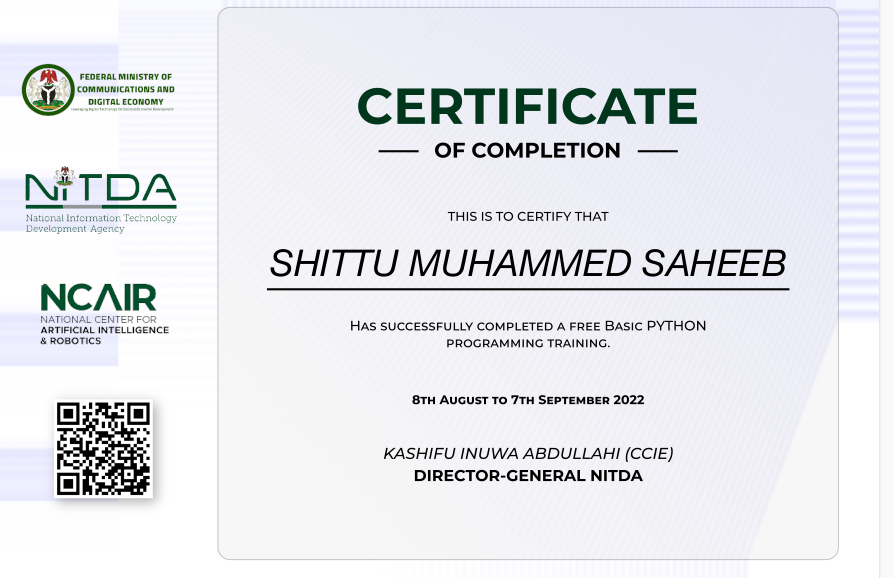 FEDERAL MINISTRY OF
COMMUNICATIONS AND
DIGITAL ECONOMY
NITDA
National Information Technology
Development Agency
NCAIR
NATIONAL CENTER FOR
ARTIFICIAL INTELLIGENCE
& ROBOTICS
CERTIFICATE
OF COMPLETION
THIS IS TO CERTIFY THAT
SHITTU MUHAMMED SAHEEB
Has successfully completed a free Basic PYTHON
programming training.
8th August to 7th September 2022
KASHIFU INUWA ABDULLAHI (CCIE)
DIRECTOR-GENERAL NITDA